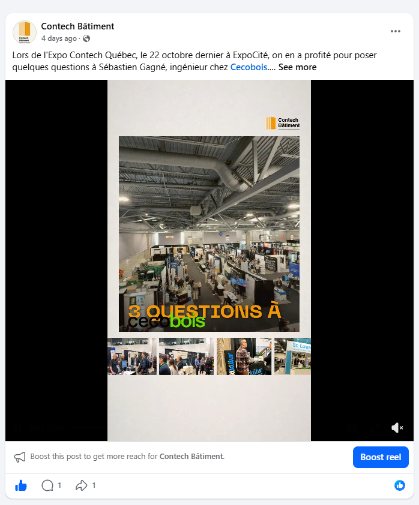 Contech Bâtiment
4 days ago ·
Lors de l'Expo Contech Québec, le 22 octobre dernier à ExpoCité, on en a profité pour poser
quelques questions à Sébastien Gagné, ingénieur chez Cecobois.... See more
Contech
Bâtiment
3 QUESTIONS À
cecobois
Boost this post to get more reach for Contech Bâtiment.
Boost reel
1
1